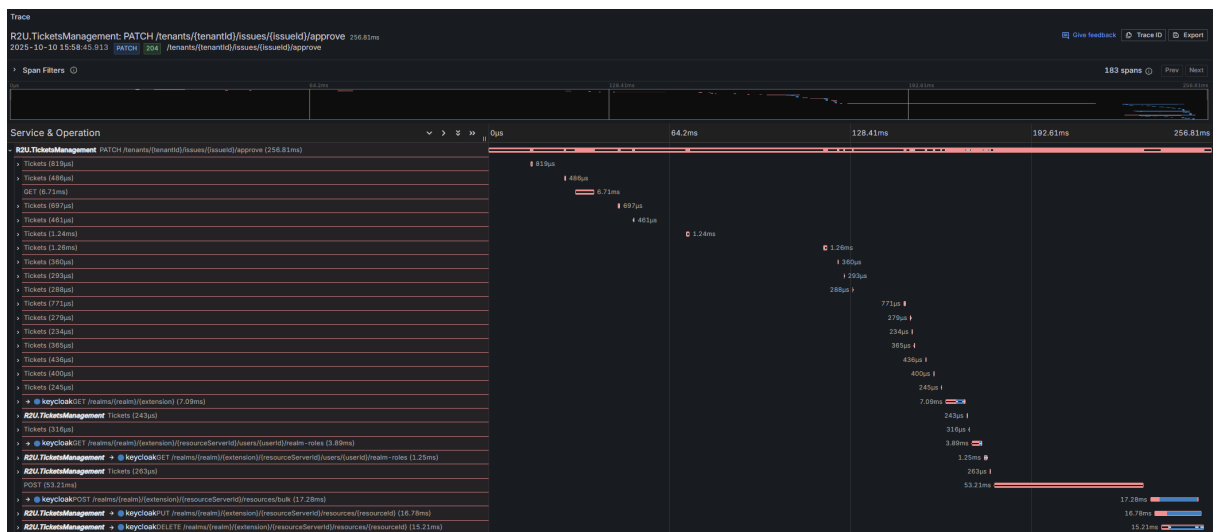 Trace
R2U.TicketsManagement: PATCH /tenants/{tenantId}/issues/{issueId}/approve 256.81ms
Give feedback Trace ID Export
2025-10-10 15:58:45.913 PATCH 204 /tenants/{tenantId}/issues/{issueId}/approve
Span Filters 183 spans Prev Next
0µs 64.2ms 128.41ms 192.61ms 256.81ms
Service & Operation 0µs 64.2ms 128.41ms 192.61ms 256.81ms
R2U.TicketsManagement PATCH /tenants/{tenantId}/issues/{issueId}/approve (256.81ms)
Tickets (819µs) 819µs
Tickets (486µs) 486µs
GET (6.71ms) 6.71ms
Tickets (697µs) 697µs
Tickets (461µs) 461µs
Tickets (1.24ms) 1.24ms
Tickets (1.26ms) 1.26ms
Tickets (360µs) 360µs
Tickets (293µs) 293µs
Tickets (288µs) 288µs
Tickets (771µs) 771µs
Tickets (279µs) 279µs
Tickets (234µs) 234µs
Tickets (365µs) 365µs
Tickets (436µs) 436µs
Tickets (400µs) 400µs
Tickets (245µs) 245µs
keycloak GET /realms/{realm}/{extension} (7.09ms) 7.09ms
R2U.TicketsManagement Tickets (243µs) 243µs
Tickets (316µs) 316µs
keycloak GET /realms/{realm}/{extension}/{resourceServerId}/users/{userId}/realm-roles (3.89ms) 3.89ms
R2U.TicketsManagement → keycloak GET /realms/{realm}/{extension}/{resourceServerId}/users/{userId}/realm-roles (1.25ms) 1.25ms
R2U.TicketsManagement Tickets (263µs) 263µs
POST (53.21ms) 53.21ms
keycloak POST /realms/{realm}/{extension}/{resourceServerId}/resources/bulk (17.28ms) 17.28ms
R2U.TicketsManagement → keycloak PUT /realms/{realm}/{extension}/{resourceServerId}/resources/{resourceId} (16.78ms) 16.78ms
R2U.TicketsManagement → keycloak DELETE /realms/{realm}/{extension}/{resourceServerId}/resources/{resourceId} (15.21ms) 15.21ms